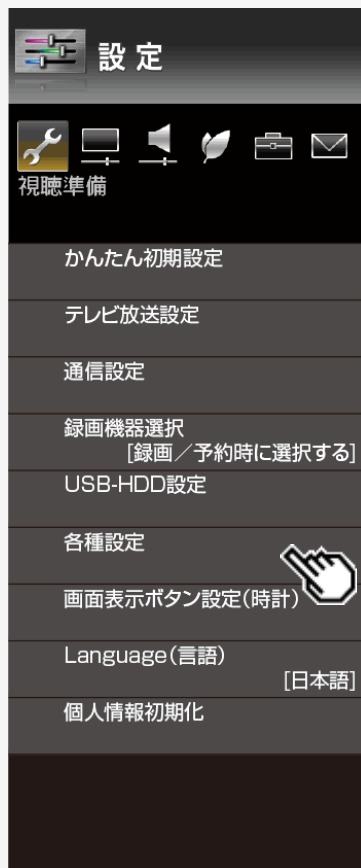 設定
視聴準備
かんたん初期設定
テレビ放送設定
通信設定
録画機器選択
[録画／予約時に選択する]
USB-HDD設定
各種設定
画面表示ボタン設定(時計)
Language(言語)
[日本語]
個人情報初期化